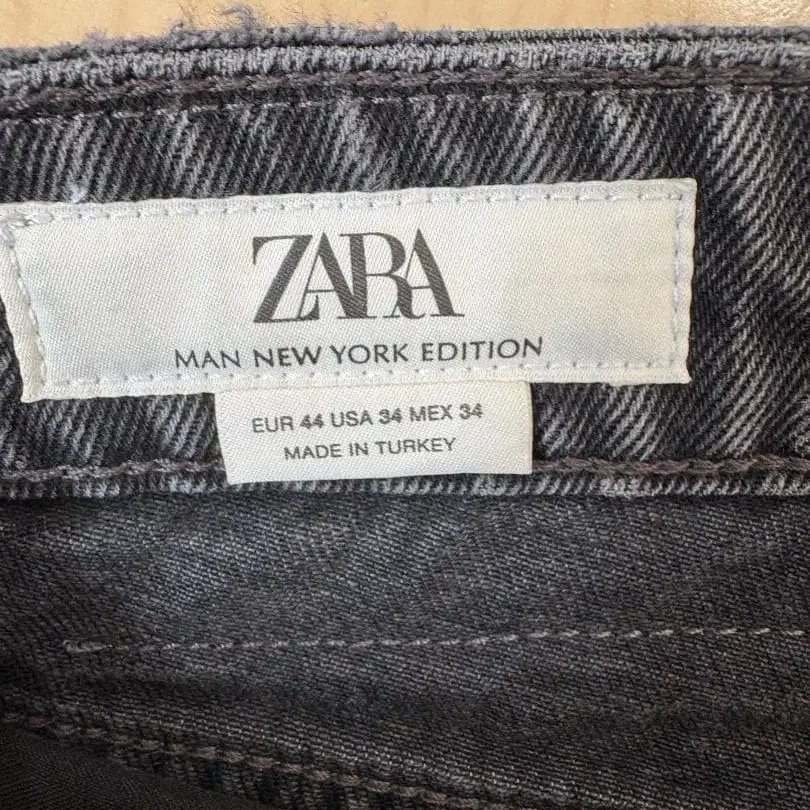 ZARA
MAN NEW YORK EDITION
EUR 44 USA 34 MEX 34
MADE IN TURKEY